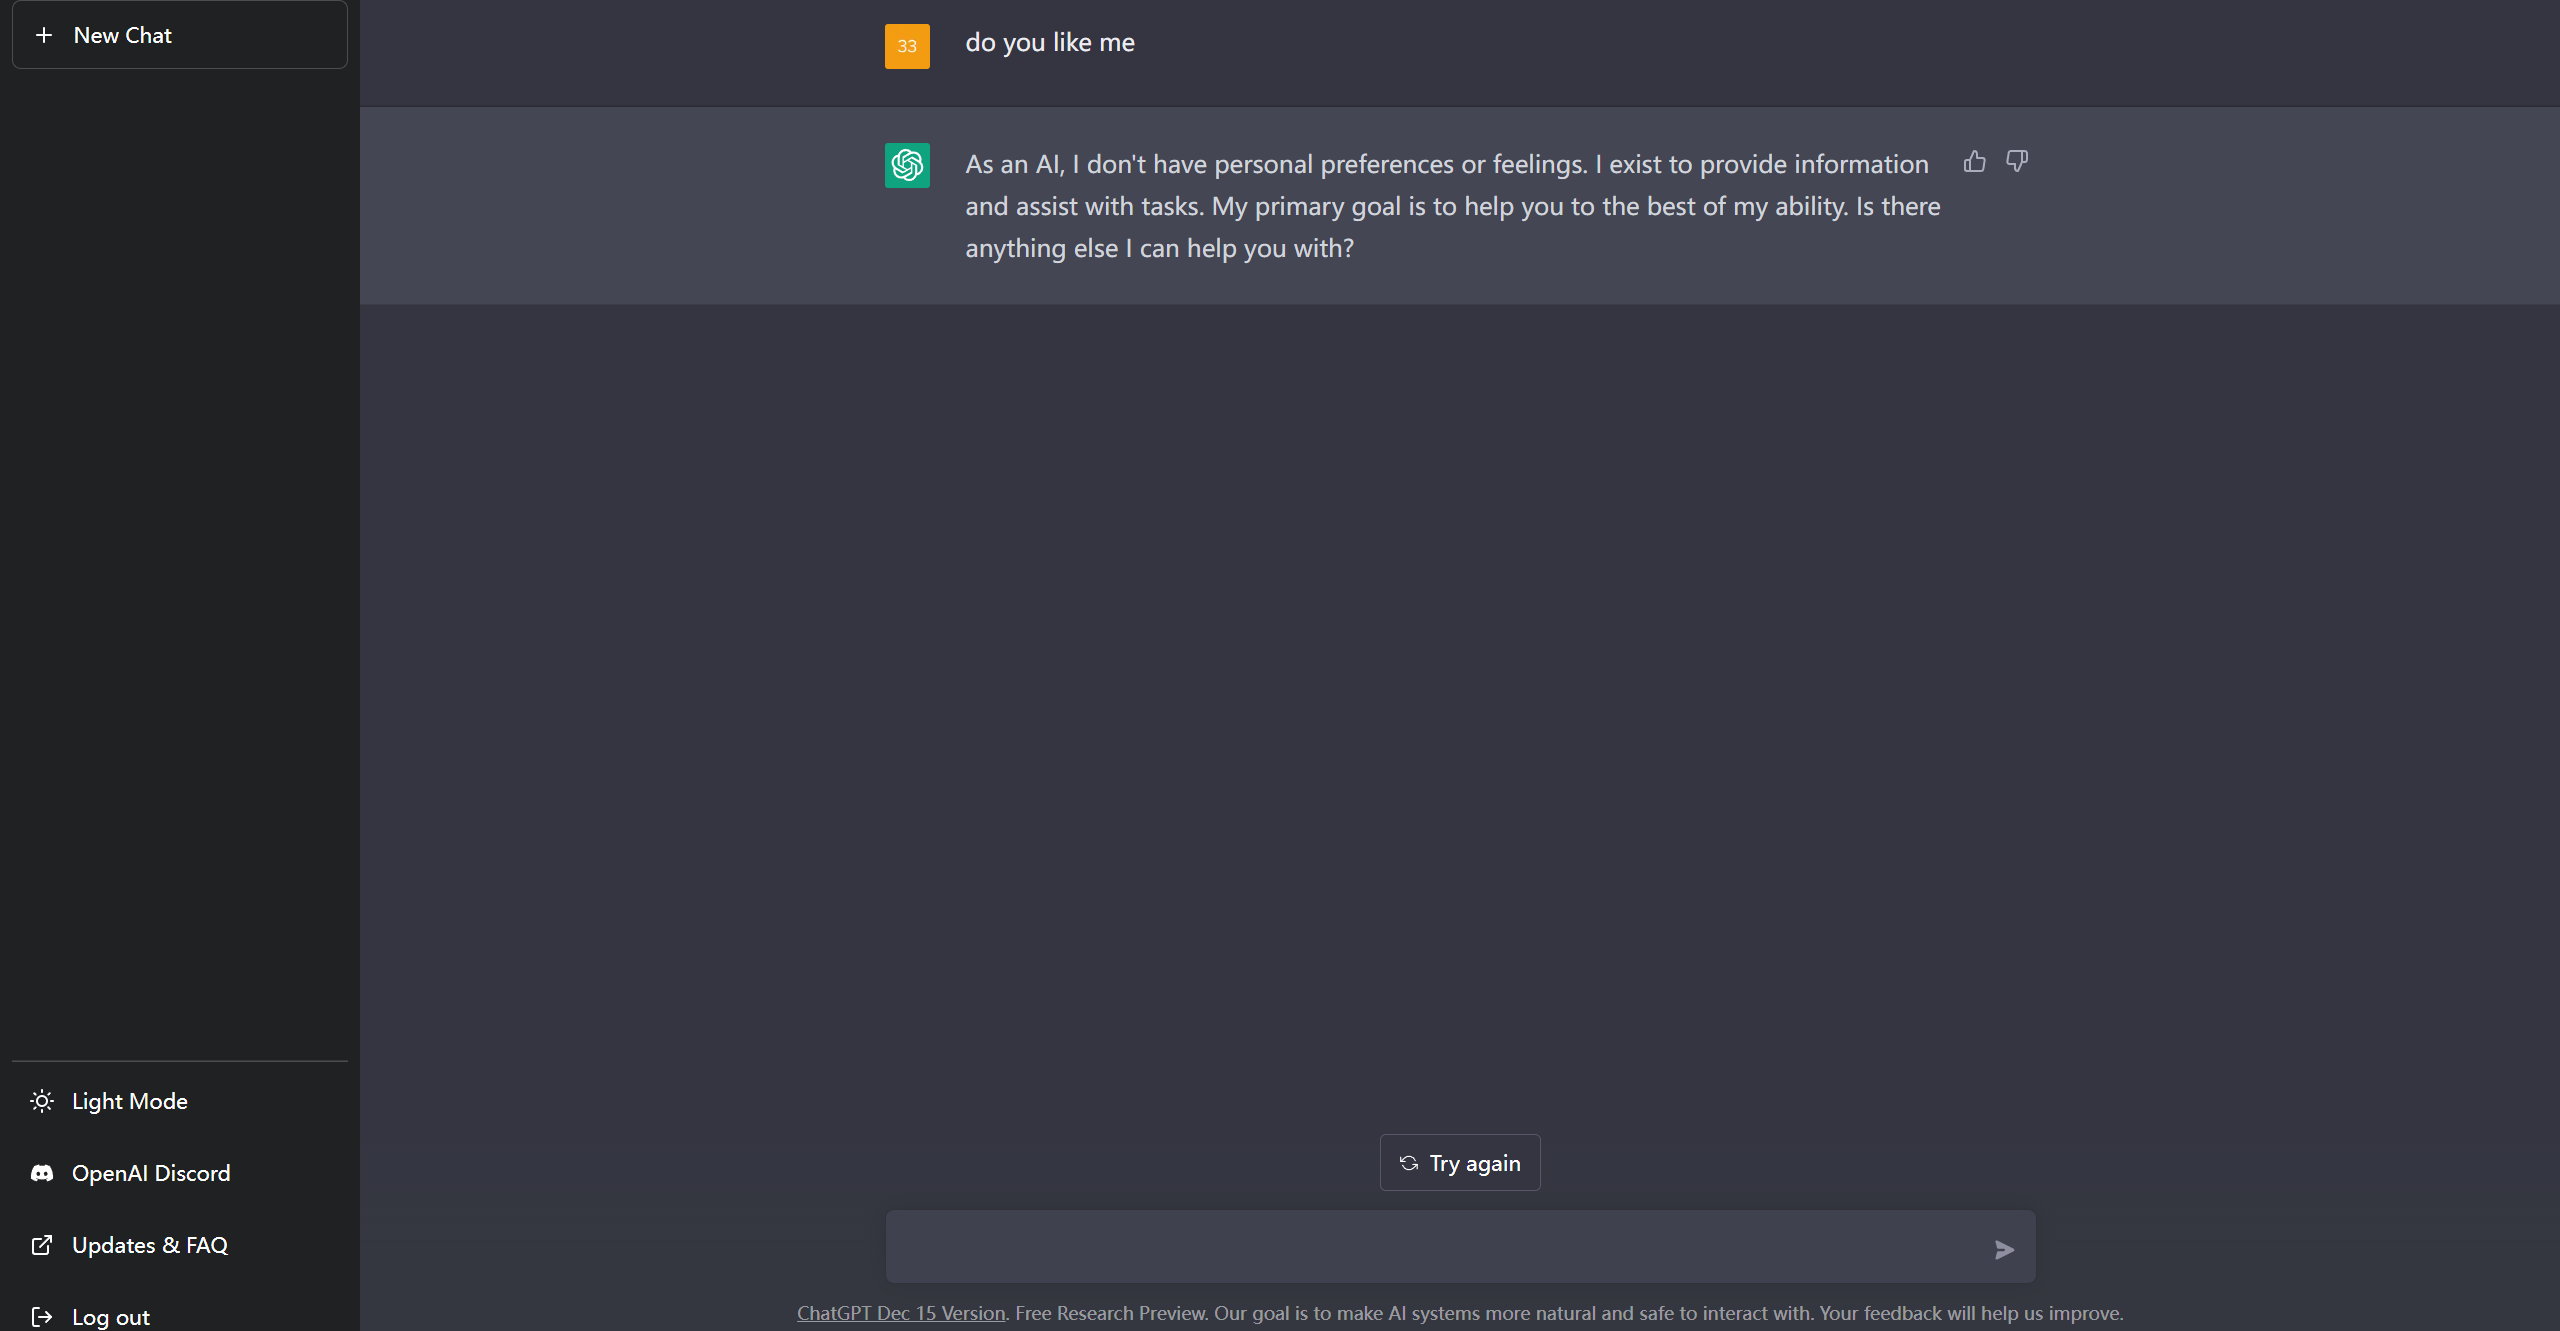 New Chat
33
do you like me
As an AI, I don't have personal preferences or feelings. I exist to provide information
and assist with tasks. My primary goal is to help you to the best of my ability. Is there
anything else I can help you with?
Light Mode
OpenAI Discord
Updates & FAQ
Log out
Try again
ChatGPT Dec 15 Version. Free Research Preview. Our goal is to make AI systems more natural and safe to interact with. Your feedback will help us improve.